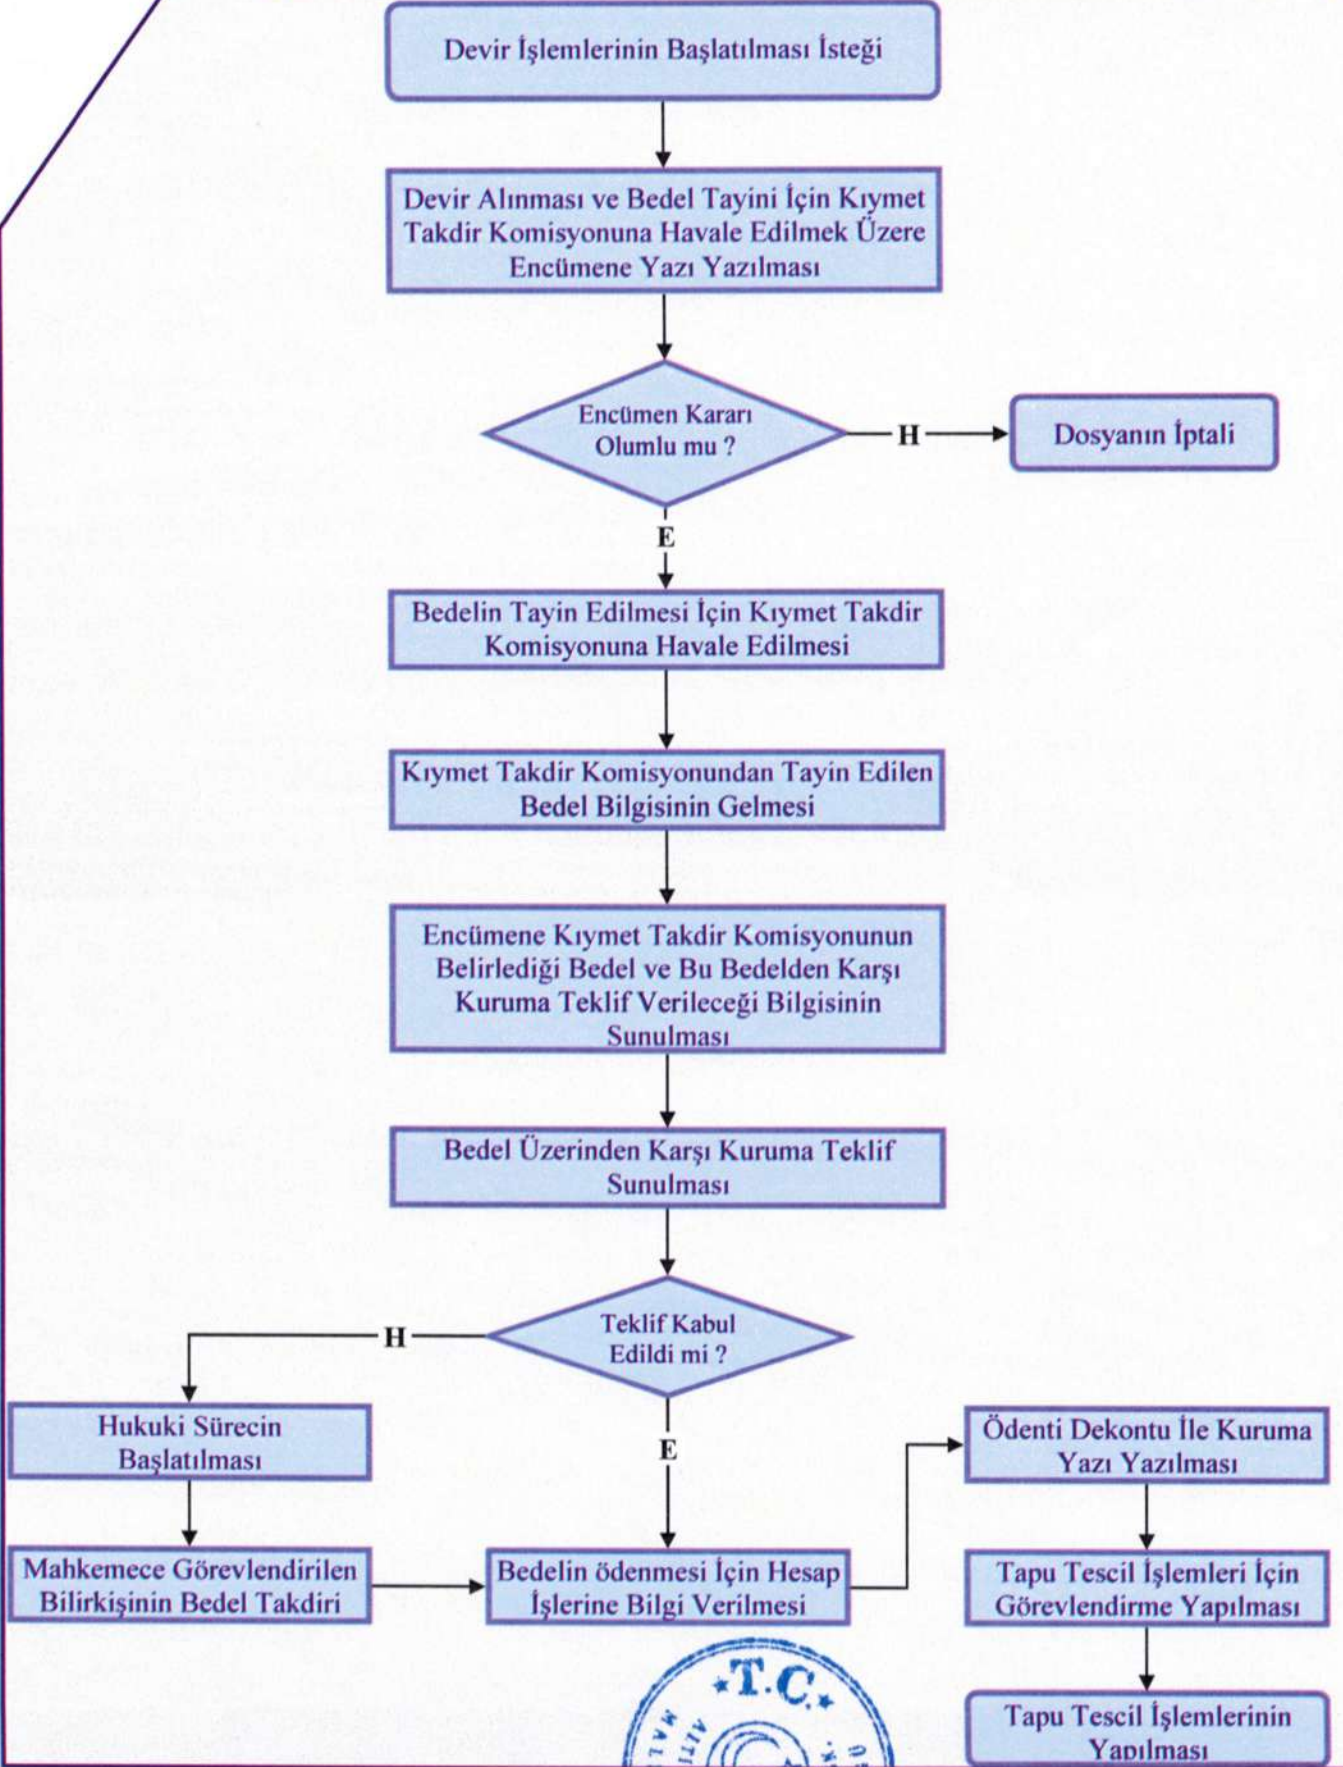 Devir İşlemlerinin Başlatılması İsteği
Devir Alınması ve Bedel Tayini İçin Kıymet
Takdir Komisyonuna Havale Edilmek Üzere
Encümene Yazı Yazılması
Encümen Kararı
Olumlu mu ?
H
Dosyanın İptali
E
Bedelin Tayin Edilmesi İçin Kıymet Takdir
Komisyonuna Havale Edilmesi
Kıymet Takdir Komisyonundan Tayin Edilen
Bedel Bilgisinin Gelmesi
Encümene Kıymet Takdir Komisyonunun
Belirlediği Bedel ve Bu Bedelden Karşı
Kuruma Teklif Verileceği Bilgisinin
Sunulması
Bedel Üzerinden Karşı Kuruma Teklif
Sunulması
Teklif Kabul
Edildi mi ?
H
E
Hukuki Sürecin
Başlatılması
Mahkemece Görevlendirilen
Bilirkişinin Bedel Takdiri
Bedelin ödenmesi İçin Hesap
İşlerine Bilgi Verilmesi
Ödenti Dekontu İle Kuruma
Yazı Yazılması
Tapu Tescil İşlemleri İçin
Görevlendirme Yapılması
Tapu Tescil İşlemlerinin
Yapılması
T.C.